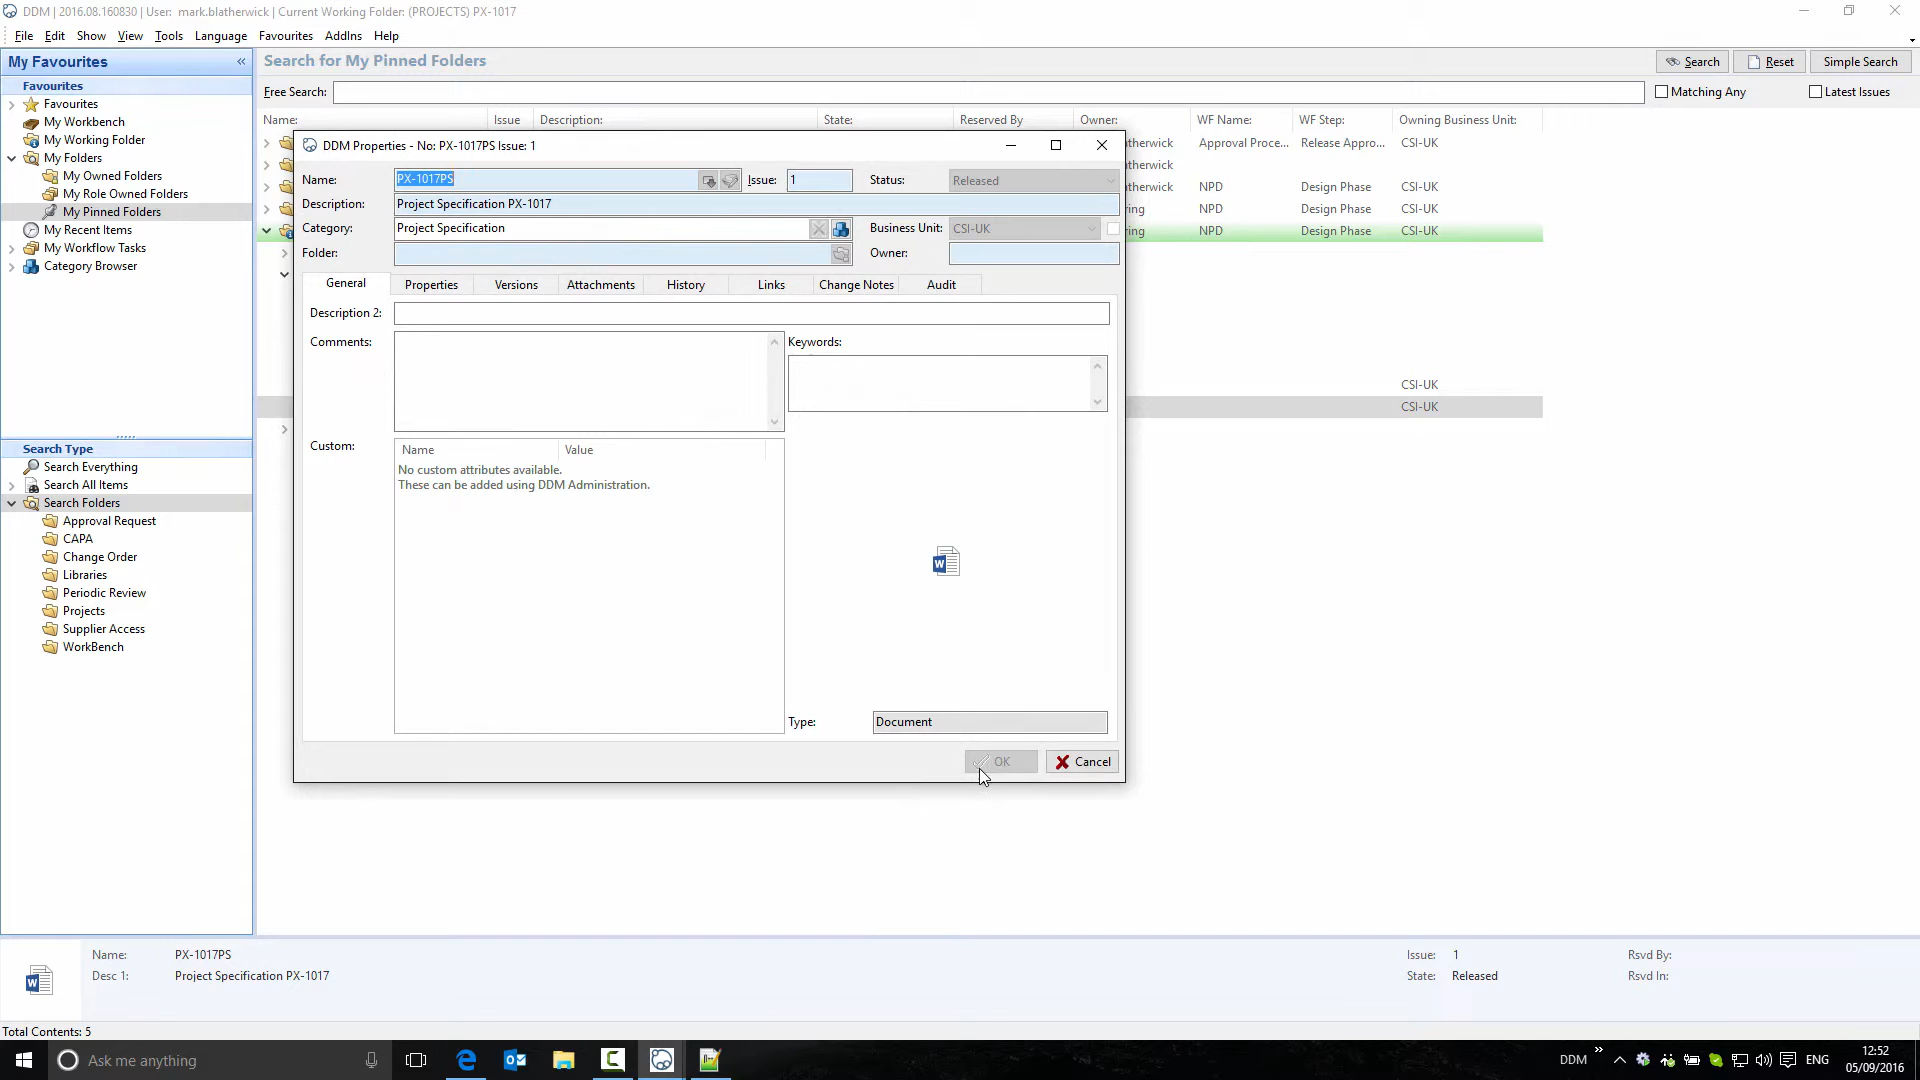 DDM | 2016.08.160830 | User: mark.blatherwick | Current Working Folder: (PROJECTS) PX-1017
File Edit Show View Tools Language Favourites AddIns Help
My Favourites «
Favourites
Favourites
My Workbench
My Working Folder
My Folders
My Owned Folders
My Role Owned Folders
My Pinned Folders
My Recent Items
My Workflow Tasks
Category Browser
Search Type
Search Everything
Search All Items
Search Folders
Approval Request
CAPA
Change Order
Libraries
Periodic Review
Projects
Supplier Access
WorkBench
Search for My Pinned Folders
Search Reset Simple Search
Free Search: Matching Any Latest Issues
Name: Issue Description: State: Reserved By Owner: WF Name: WF Step: Owning Business Unit:
atherwick Approval Proce... Release Appro... CSI-UK
atherwick
atherwick NPD Design Phase CSI-UK
ring NPD Design Phase CSI-UK
ring NPD Design Phase CSI-UK
CSI-UK
CSI-UK
DDM Properties - No: PX-1017PS Issue: 1
Name: PX-1017PS Issue: 1 Status: Released
Description: Project Specification PX-1017
Category: Project Specification Business Unit: CSI-UK
Folder: Owner:
General Properties Versions Attachments History Links Change Notes Audit
Description 2:
Comments: Keywords:
Custom: Name Value
No custom attributes available.
These can be added using DDM Administration.
W
Type: Document
OK Cancel
W
Name: PX-1017PS Issue: 1 Rsvd By:
Desc 1: Project Specification PX-1017 State: Released Rsvd In:
Total Contents: 5
Ask me anything DDM ENG 12:52
05/09/2016